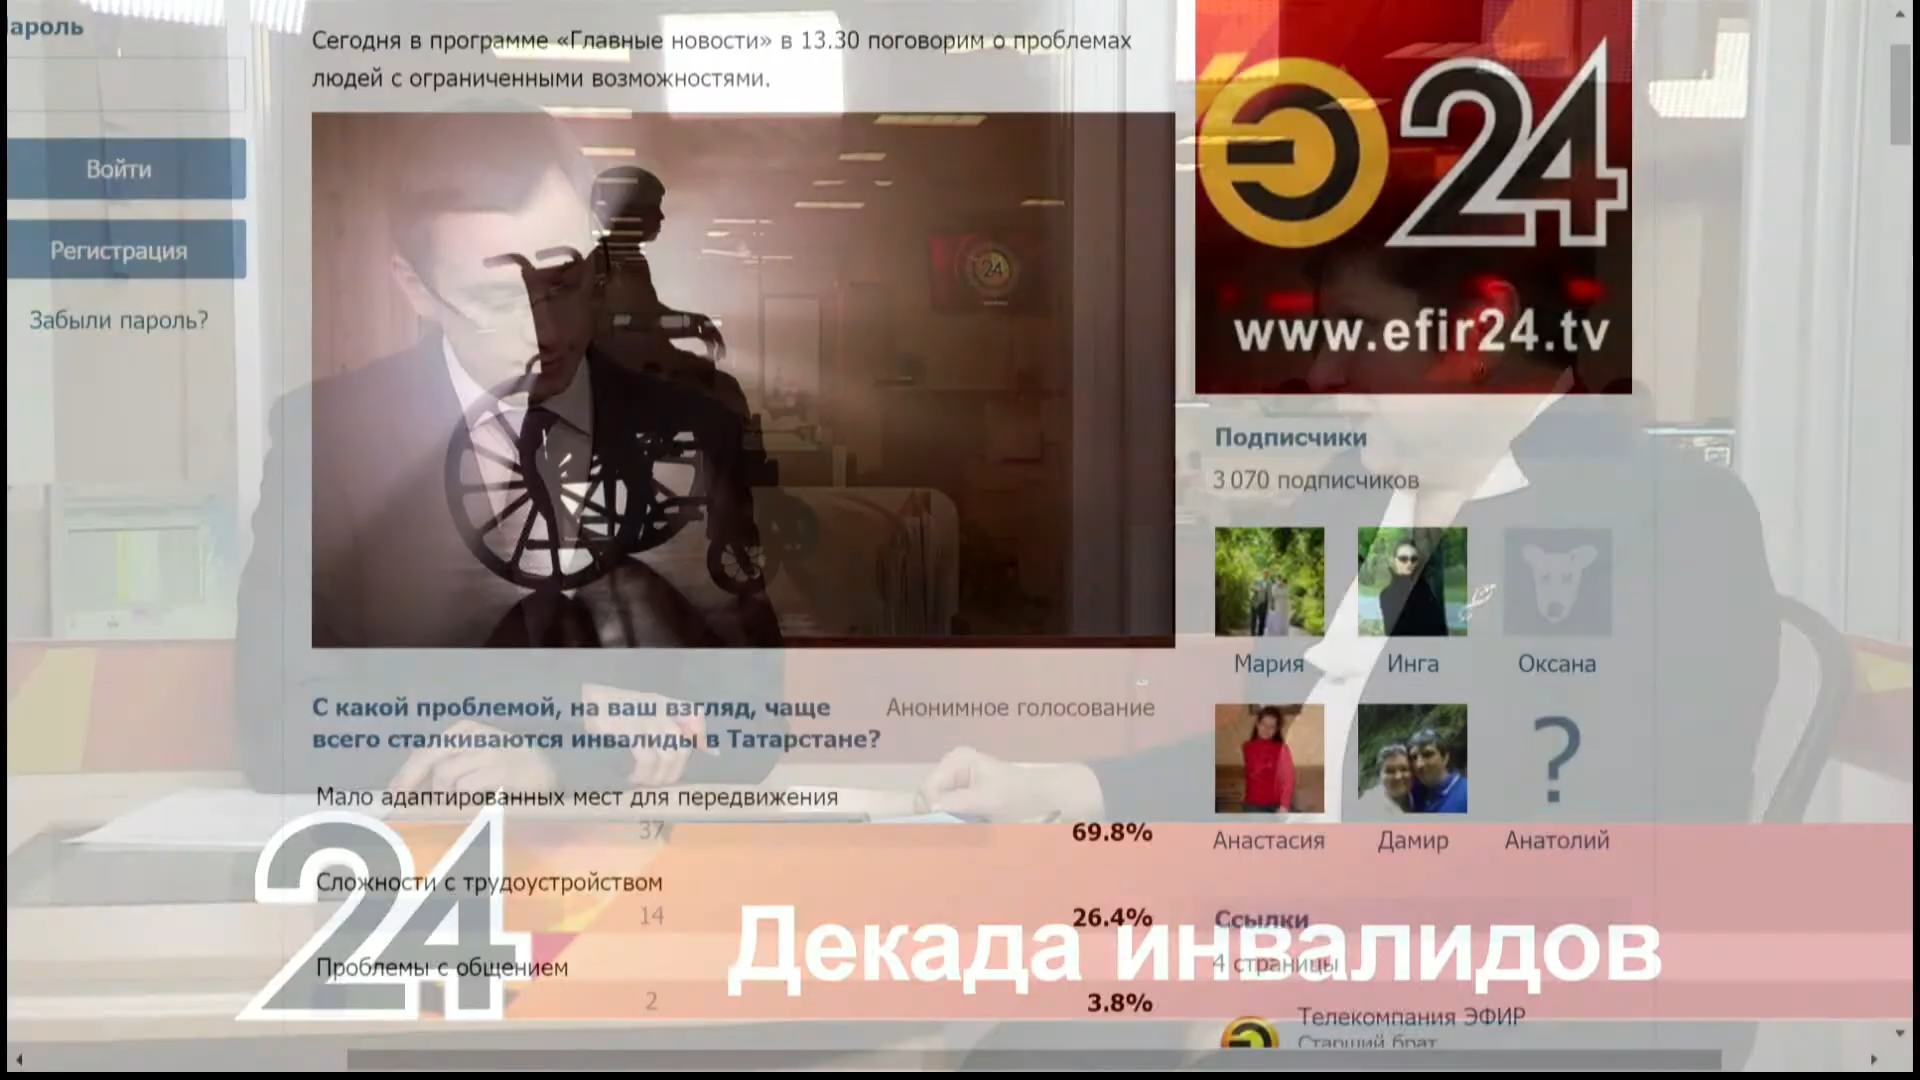 ароль
Войти
Регистрация
Забыли пароль?
Сегодня в программе «Главные новости» в 13.30 поговорим о проблемах
людей с ограниченными возможностями.
24
С какой проблемой, на ваш взгляд, чаще
всего сталкиваются инвалиды в Татарстане?
Анонимное голосование
Мало адаптированных мест для передвижения
37
69.8%
Сложности с трудоустройством
14
26.4%
Проблемы с общением
2
3.8%
Э24
www.efir24.tv
Подписчики
3 070 подписчиков
Мария
Инга
Оксана
?
Анастасия
Дамир
Анатолий
Ссылки
4 страницы
Телекомпания ЭФИР
Старший брат
24
Декада инвалидов